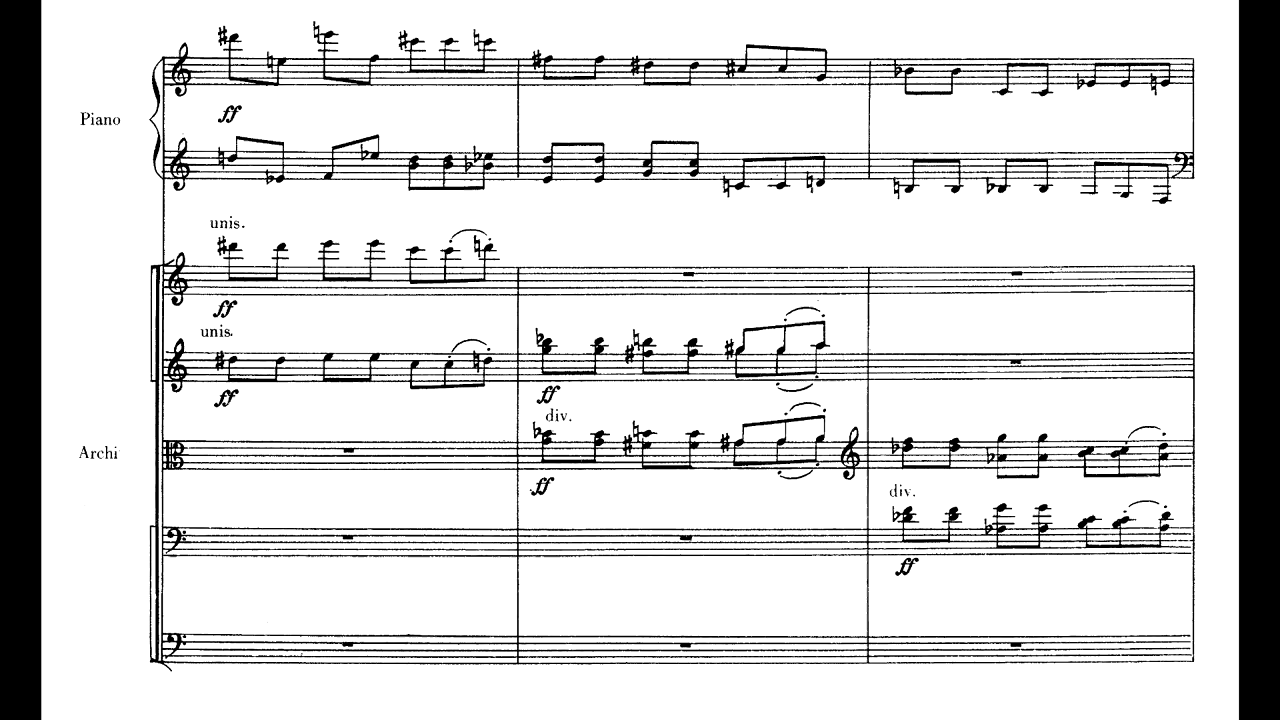 Piano
ff
unis.
ff
unis.
ff
ff
div.
Archi
ff
div.
ff